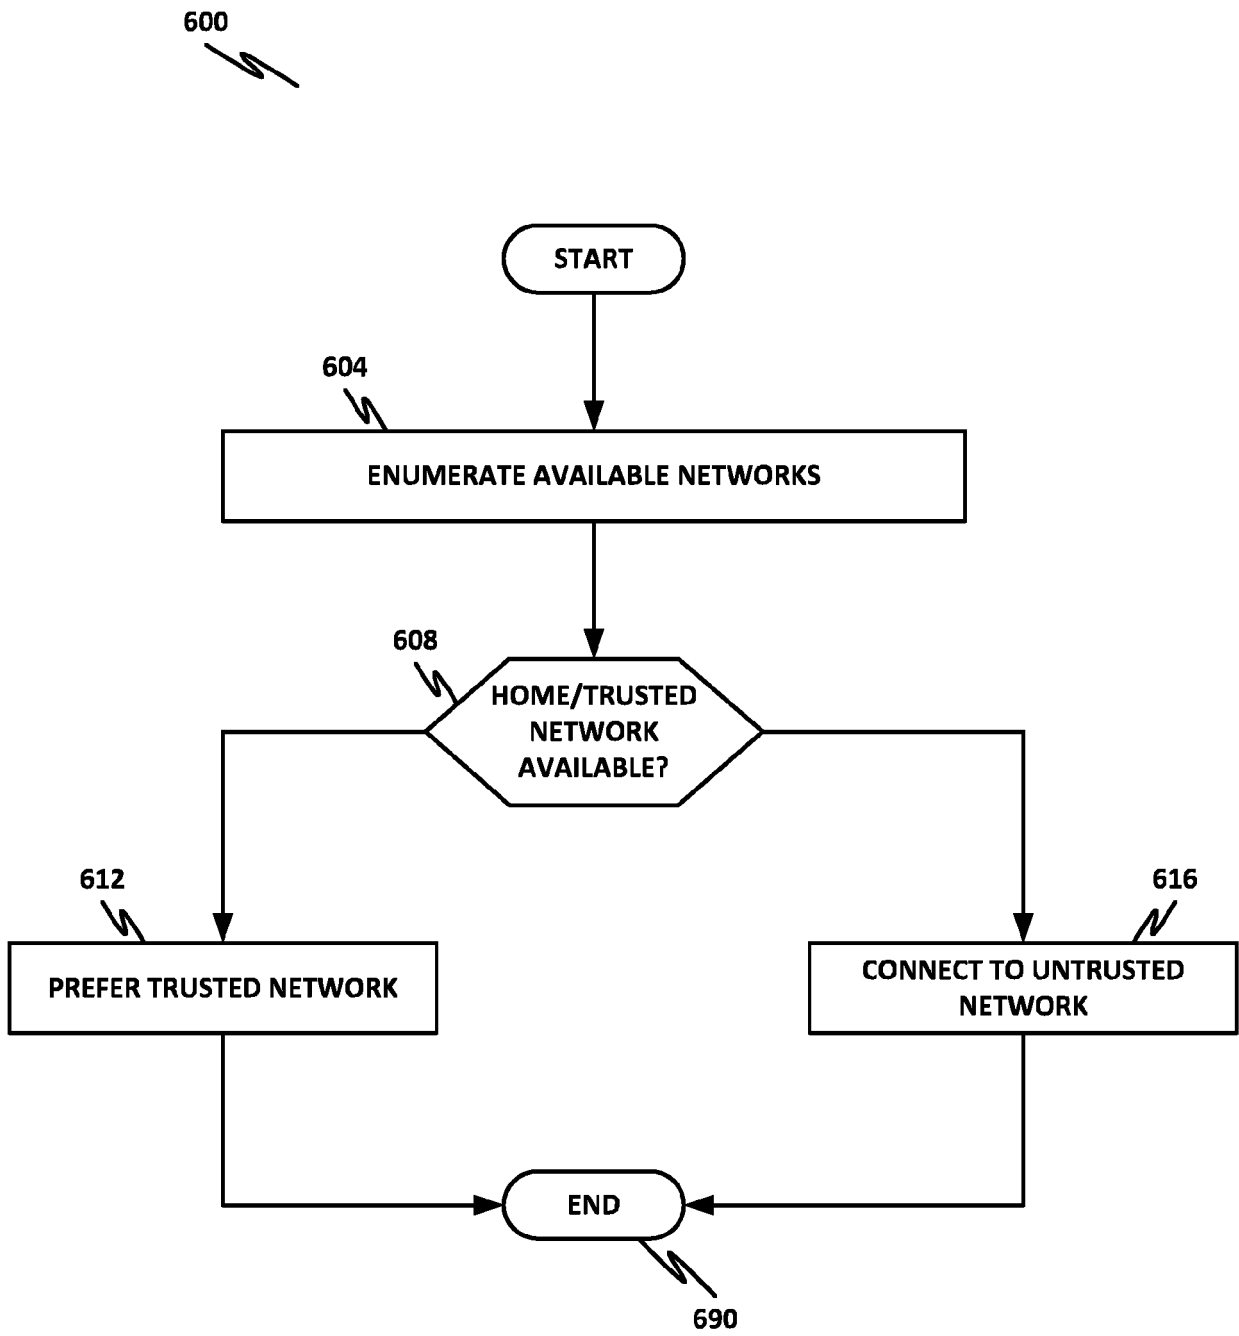 600
START
604
ENUMERATE AVAILABLE NETWORKS
608
HOME/TRUSTED
NETWORK
AVAILABLE?
612
PREFER TRUSTED NETWORK
616
CONNECT TO UNTRUSTED
NETWORK
END
690